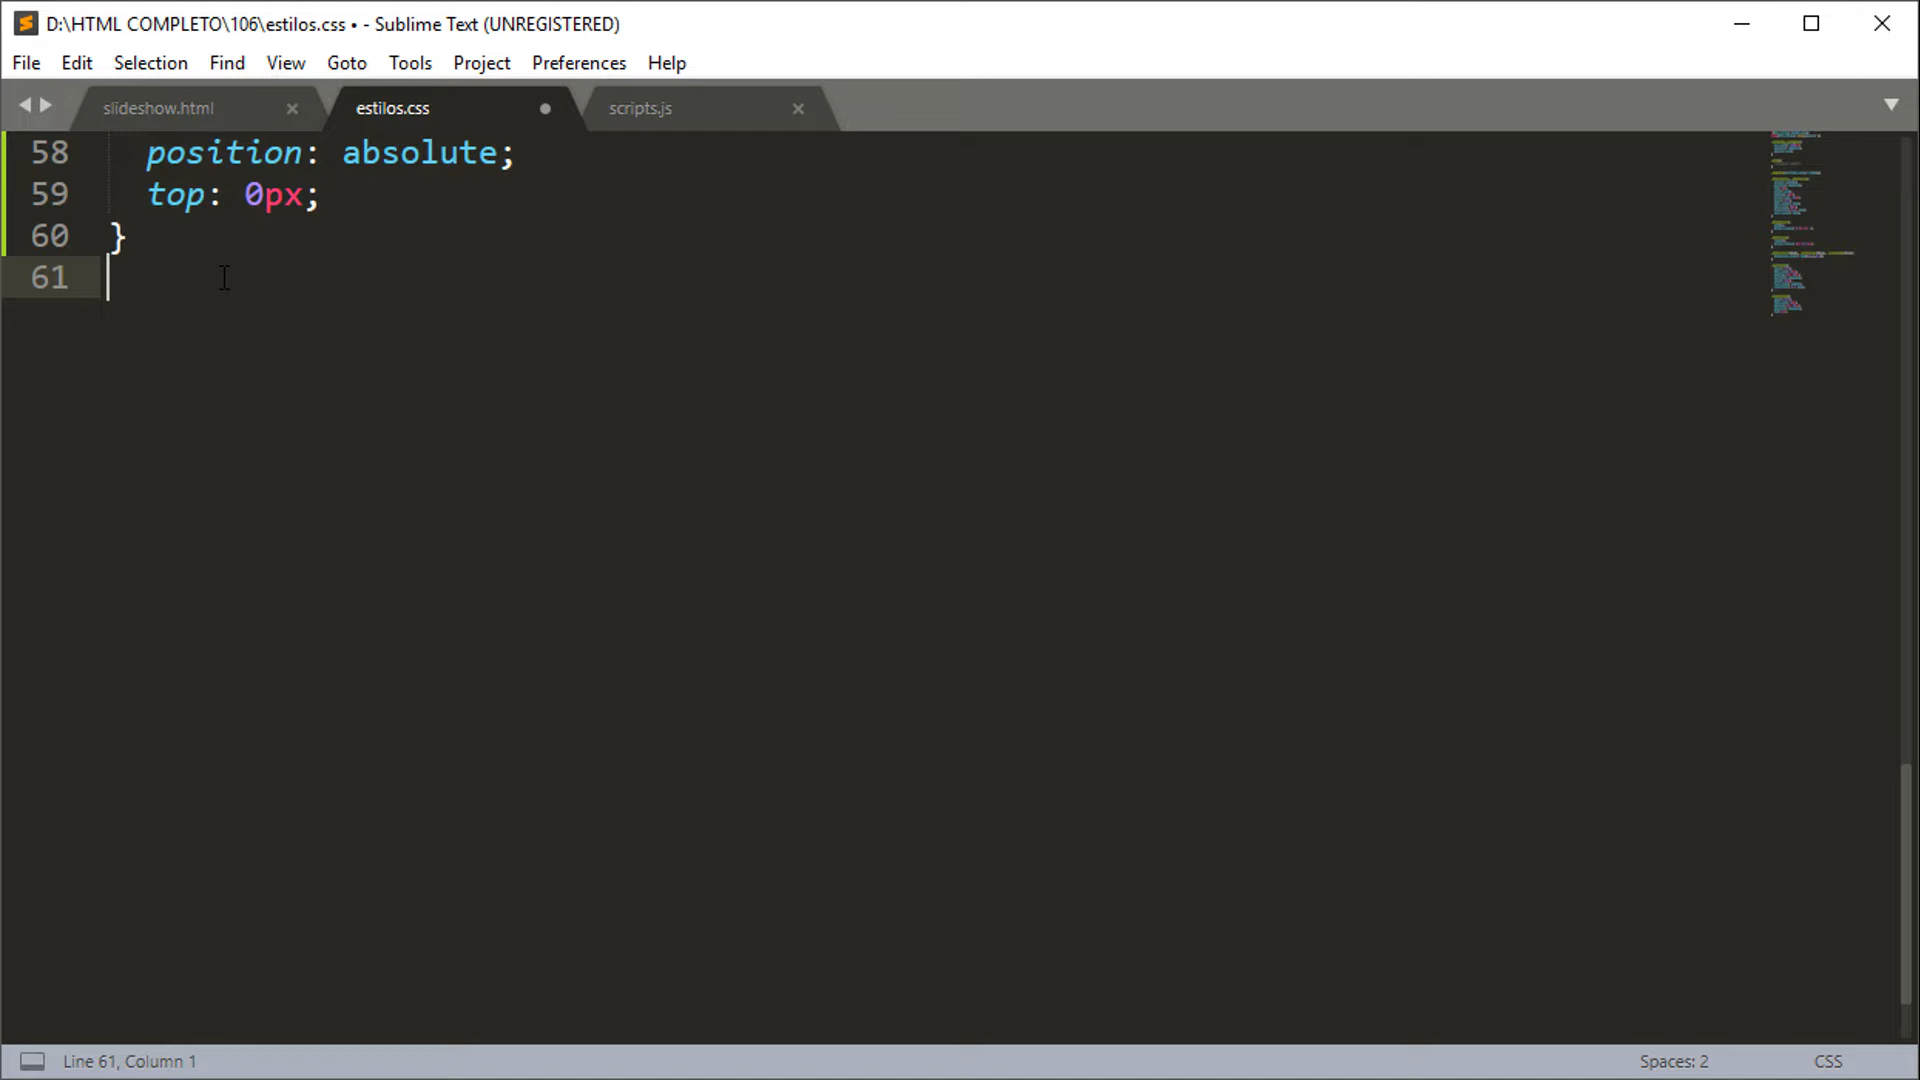 D:\HTML COMPLETO\106\estilos.css • - Sublime Text (UNREGISTERED)
File Edit Selection Find View Goto Tools Project Preferences Help
slideshow.html estilos.css scripts.js
58 position: absolute;
59 top: 0px;
60 }
61
Line 61, Column 1 Spaces: 2 CSS